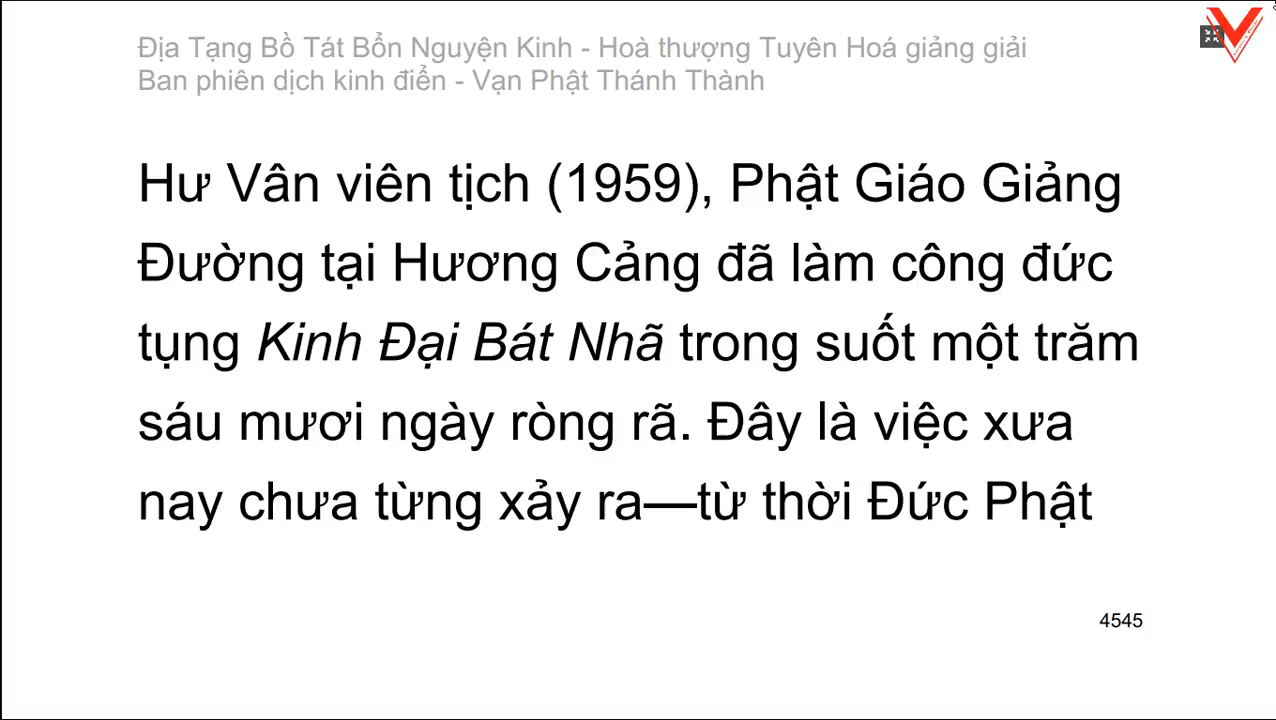 Địa Tạng Bồ Tát Bổn Nguyện Kinh - Hoà thượng Tuyên Hoá giảng giải
Ban phiên dịch kinh điển - Vạn Phật Thánh Thành
Hư Vân viên tịch (1959), Phật Giáo Giảng
Đường tại Hương Cảng đã làm công đức
tụng Kinh Đại Bát Nhã trong suốt một trăm
sáu mươi ngày ròng rã. Đây là việc xưa
nay chưa từng xảy ra—từ thời Đức Phật
4545